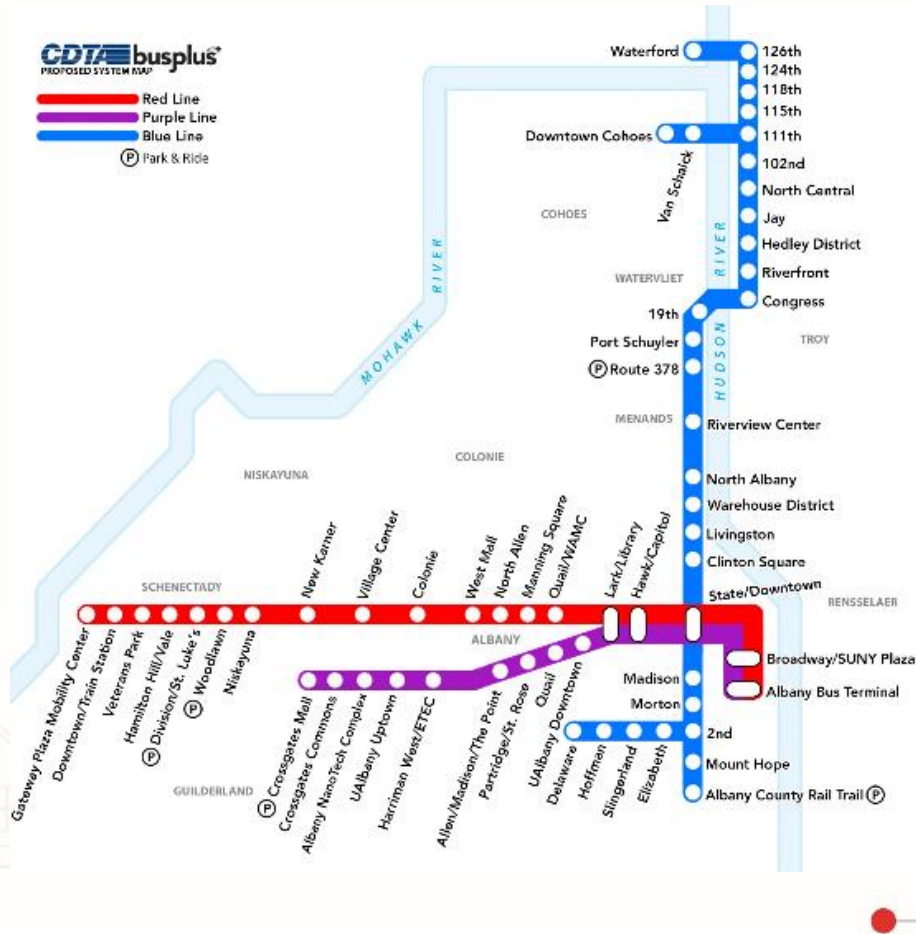 CDTA busplus+
PROPOSED SYSTEM MAP
Red Line
Purple Line
Blue Line
P Park & Ride
Waterford
126th
124th
118th
115th
Downtown Cohoes
111th
Van Schaick
102nd
North Central
COHOES
Jay
HUDSON RIVER
Hedley District
MOHAWK RIVER
WATERVLIET
Riverfront
Congress
19th
TROY
Port Schuyler
P Route 378
MENANDS
Riverview Center
COLONIE
NISKAYUNA
North Albany
Warehouse District
Livingston
Clinton Square
State/Downtown
SCHENECTADY
RENSSELAER
New Karner
Village Center
Colonie
West Mall
North Allen
Manning Square
Quail/WAMC
Lark/Library
Hawk/Capitol
ALBANY
Broadway/SUNY Plaza
Albany Bus Terminal
Gateway Plaza Mobility Center
Downtown/Train Station
Veterans Park
Hamilton Hill/Vale
P Division/St. Luke's
P Woodlawn
Niskayuna
GUILDERLAND
P Crossgates Mall
Crossgates Commons
Albany NanoTech Complex
UAlbany Uptown
Harriman West/ETEC
Allen/Madison/The Point
Partridge/St. Rose
Quail
UAlbany Downtown
Madison
Morton
2nd
Delaware
Hoffman
Slingerland
Elizabeth
Mount Hope
Albany County Rail Trail P